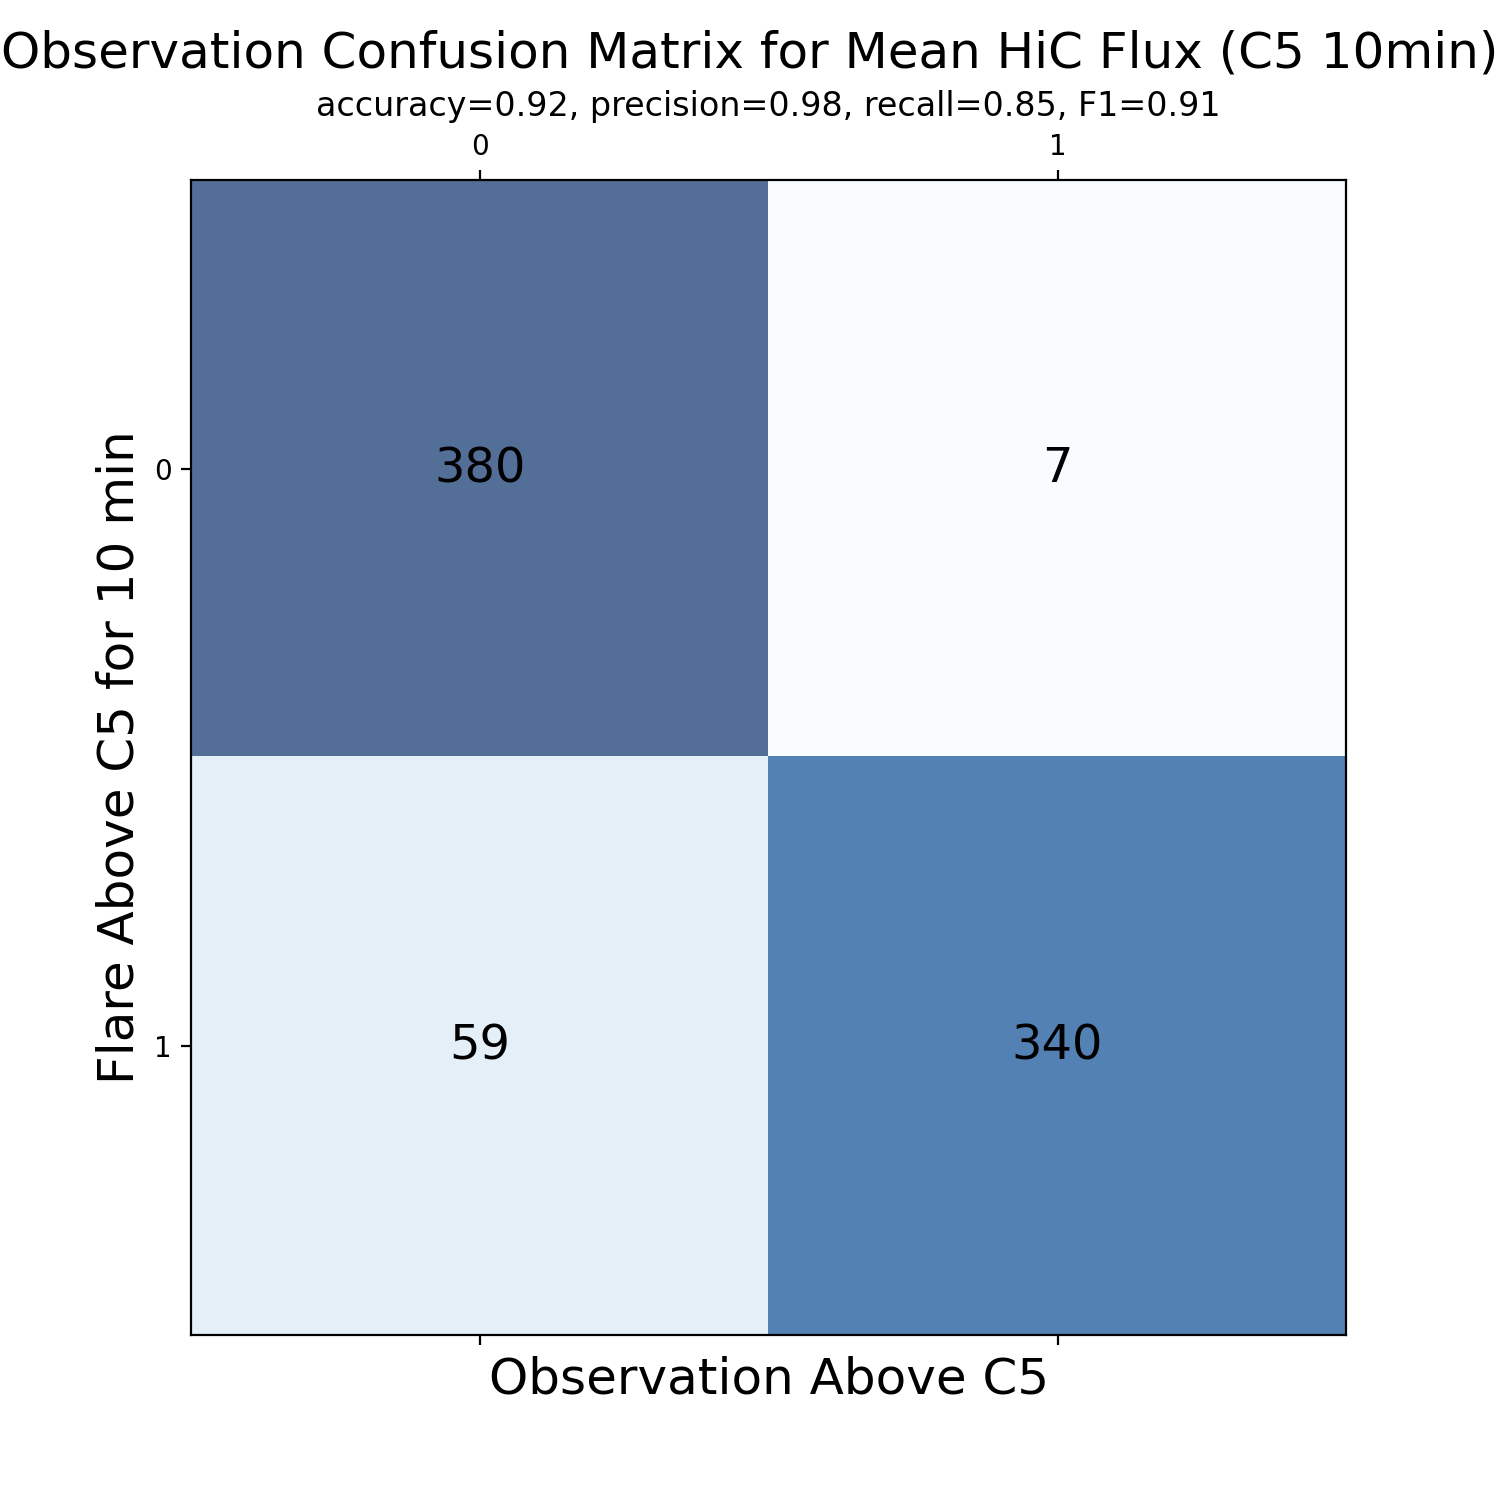 Observation Confusion Matrix for Mean HiC Flux (C5 10min)
accuracy=0.92, precision=0.98, recall=0.85, F1=0.91
0 1
Flare Above C5 for 10 min
0 380 7
1 59 340
Observation Above C5